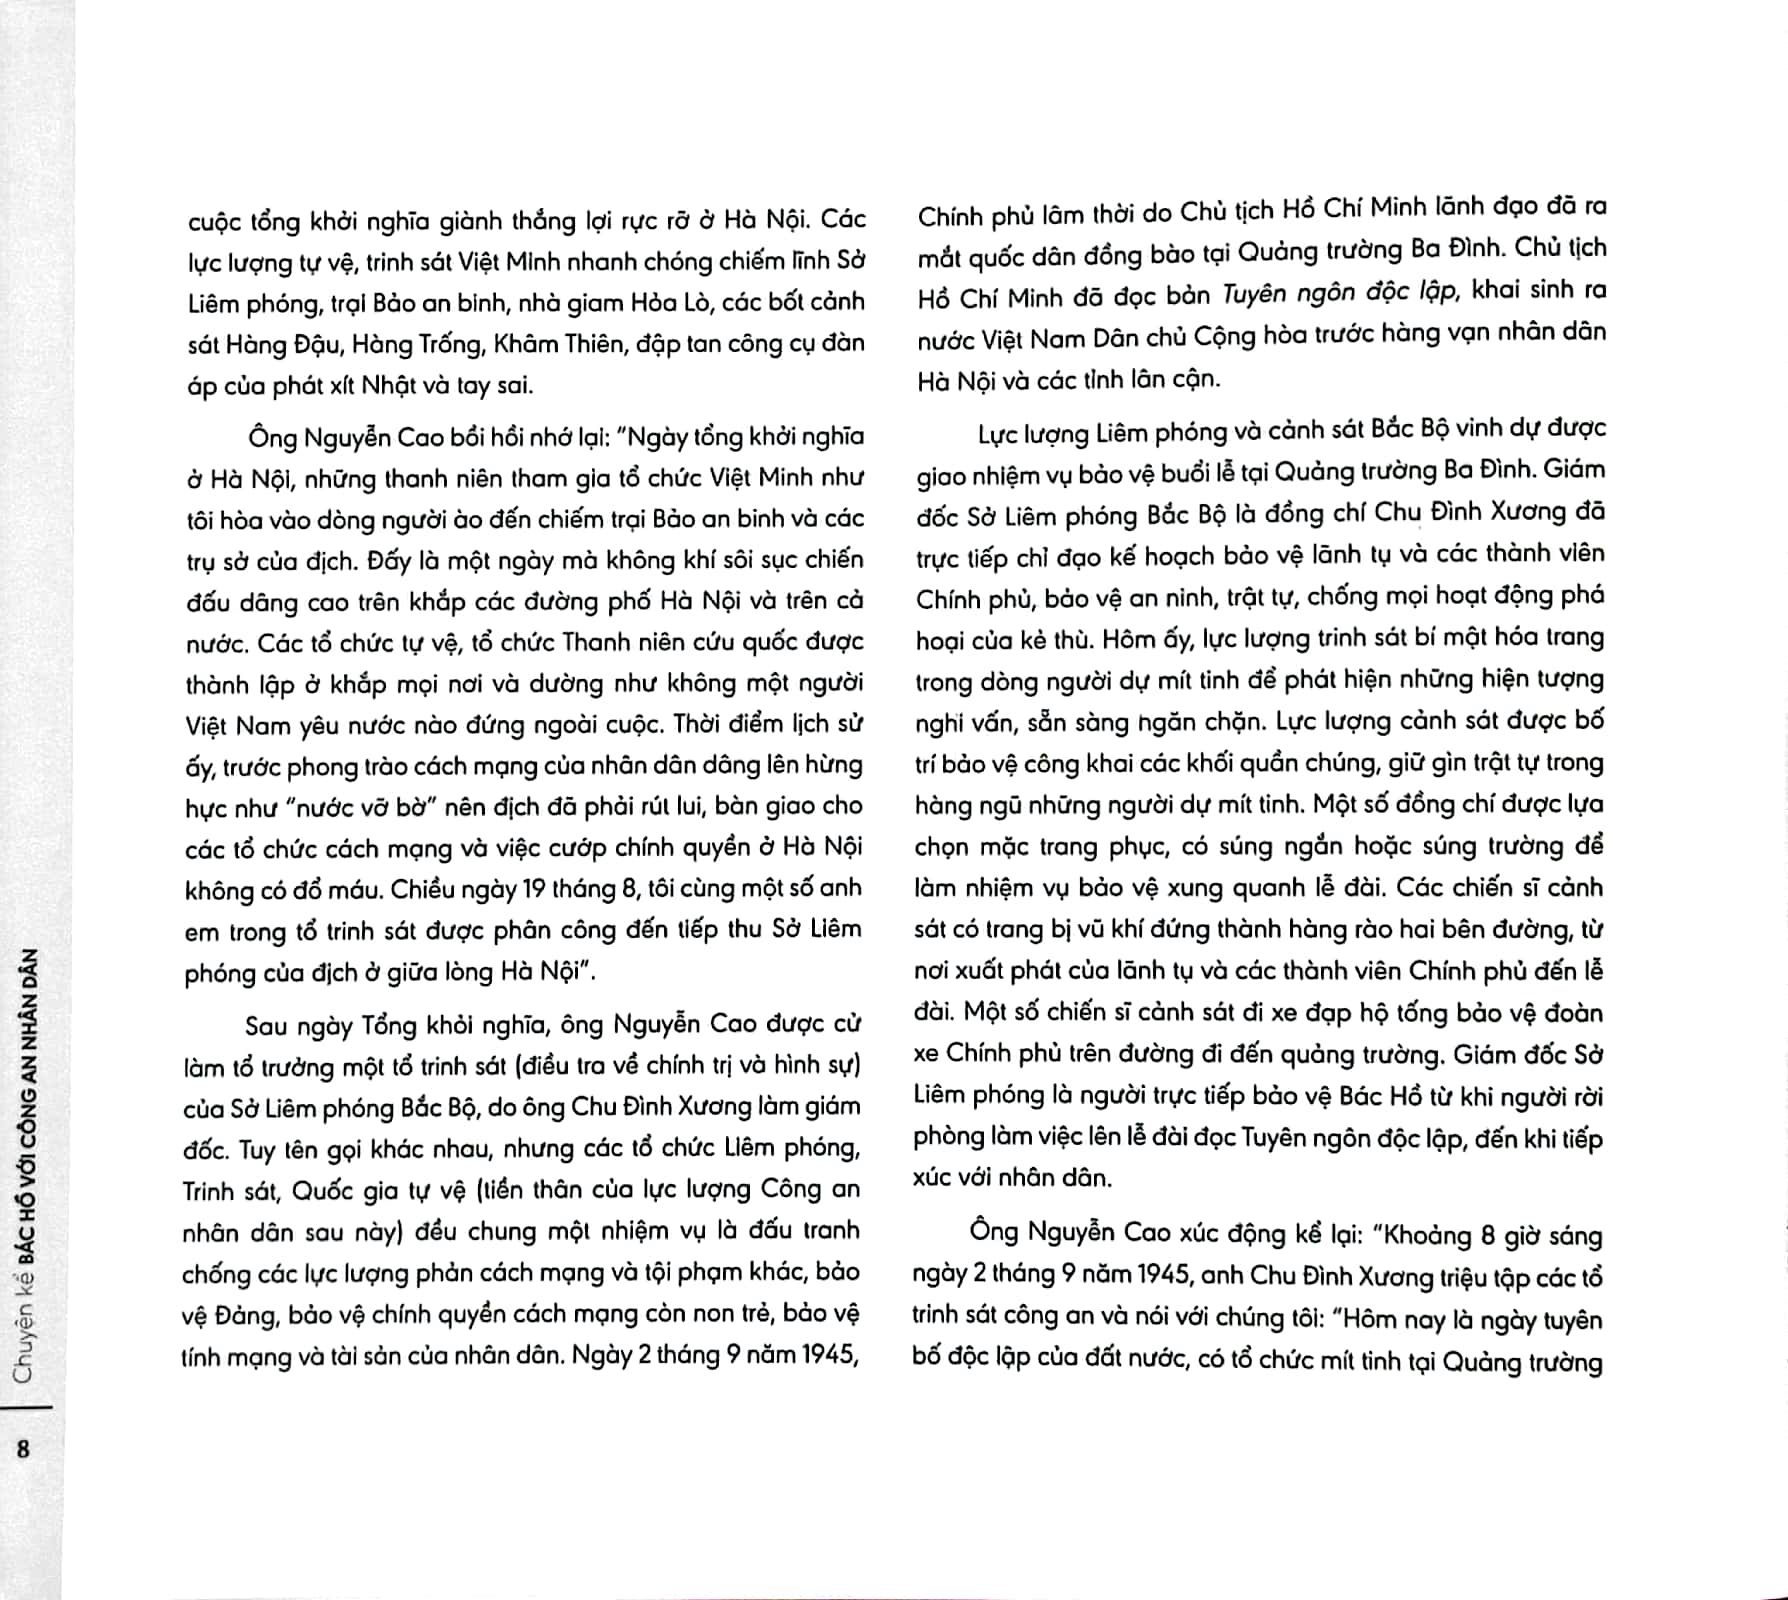 cuộc tổng khởi nghĩa giành thắng lợi rực rỡ ở Hà Nội. Các
lực lượng tự vệ, trinh sát Việt Minh nhanh chóng chiếm lĩnh Sở
Liêm phóng, trại Bảo an binh, nhà giam Hỏa Lò, các bốt cảnh
sát Hàng Đậu, Hàng Trống, Khâm Thiên, đập tan công cụ đàn
áp của phát xít Nhật và tay sai.
Ông Nguyễn Cao bồi hồi nhớ lại: "Ngày tổng khởi nghĩa
ở Hà Nội, những thanh niên tham gia tổ chức Việt Minh như
tôi hòa vào dòng người ào đến chiếm trại Bảo an binh và các
trụ sở của địch. Đấy là một ngày mà không khí sôi sục chiến
đấu dâng cao trên khắp các đường phố Hà Nội và trên cả
nước. Các tổ chức tự vệ, tổ chức Thanh niên cứu quốc được
thành lập ở khắp mọi nơi và dường như không một người
Việt Nam yêu nước nào đứng ngoài cuộc. Thời điểm lịch sử
ấy, trước phong trào cách mạng của nhân dân dâng lên hừng
hực như "nước vỡ bờ" nên địch đã phải rút lui, bàn giao cho
các tổ chức cách mạng và việc cướp chính quyền ở Hà Nội
không có đổ máu. Chiều ngày 19 tháng 8, tôi cùng một số anh
em trong tổ trinh sát được phân công đến tiếp thu Sở Liêm
phóng của địch ở giữa lòng Hà Nội".
Sau ngày Tổng khỏi nghĩa, ông Nguyễn Cao được cử
làm tổ trưởng một tổ trinh sát (điều tra về chính trị và hình sự)
của Sở Liêm phóng Bắc Bộ, do ông Chu Đình Xương làm giám
đốc. Tuy tên gọi khác nhau, nhưng các tổ chức Liêm phóng,
Trinh sát, Quốc gia tự vệ (tiền thân của lực lượng Công an
nhân dân sau này) đều chung một nhiệm vụ là đấu tranh
chống các lực lượng phản cách mạng và tội phạm khác, bảo
vệ Đảng, bảo vệ chính quyền cách mạng còn non trẻ, bảo vệ
tính mạng và tài sản của nhân dân. Ngày 2 tháng 9 năm 1945,
Chính phủ lâm thời do Chủ tịch Hồ Chí Minh lãnh đạo đã ra
mắt quốc dân đồng bào tại Quảng trường Ba Đình. Chủ tịch
Hồ Chí Minh đã đọc bản Tuyên ngôn độc lập, khai sinh ra
nước Việt Nam Dân chủ Cộng hòa trước hàng vạn nhân dân
Hà Nội và các tỉnh lân cận.
Lực lượng Liêm phóng và cảnh sát Bắc Bộ vinh dự được
giao nhiệm vụ bảo vệ buổi lễ tại Quảng trường Ba Đình. Giám
đốc Sở Liêm phóng Bắc Bộ là đồng chí Chu Đình Xương đã
trực tiếp chỉ đạo kế hoạch bảo vệ lãnh tụ và các thành viên
Chính phủ, bảo vệ an ninh, trật tự, chống mọi hoạt động phá
hoại của kẻ thù. Hôm ấy, lực lượng trinh sát bí mật hóa trang
trong dòng người dự mít tinh để phát hiện những hiện tượng
nghi vấn, sẵn sàng ngăn chặn. Lực lượng cảnh sát được bố
trí bảo vệ công khai các khối quần chúng, giữ gìn trật tự trong
hàng ngũ những người dự mít tinh. Một số đồng chí được lựa
chọn mặc trang phục, có súng ngắn hoặc súng trường để
làm nhiệm vụ bảo vệ xung quanh lễ đài. Các chiến sĩ cảnh
sát có trang bị vũ khí đứng thành hàng rào hai bên đường, từ
nơi xuất phát của lãnh tụ và các thành viên Chính phủ đến lễ
đài. Một số chiến sĩ cảnh sát đi xe đạp hộ tống bảo vệ đoàn
xe Chính phủ trên đường đi đến quảng trường. Giám đốc Sở
Liêm phóng là người trực tiếp bảo vệ Bác Hồ từ khi người rời
phòng làm việc lên lễ đài đọc Tuyên ngôn độc lập, đến khi tiếp
xúc với nhân dân.
Ông Nguyễn Cao xúc động kể lại: "Khoảng 8 giờ sáng
ngày 2 tháng 9 năm 1945, anh Chu Đình Xương triệu tập các tổ
trinh sát công an và nói với chúng tôi: "Hôm nay là ngày tuyên
bố độc lập của đất nước, có tổ chức mít tinh tại Quảng trường
Chuyện kể BÁC HỒ VỚI CÔNG AN NHÂN DÂN
8